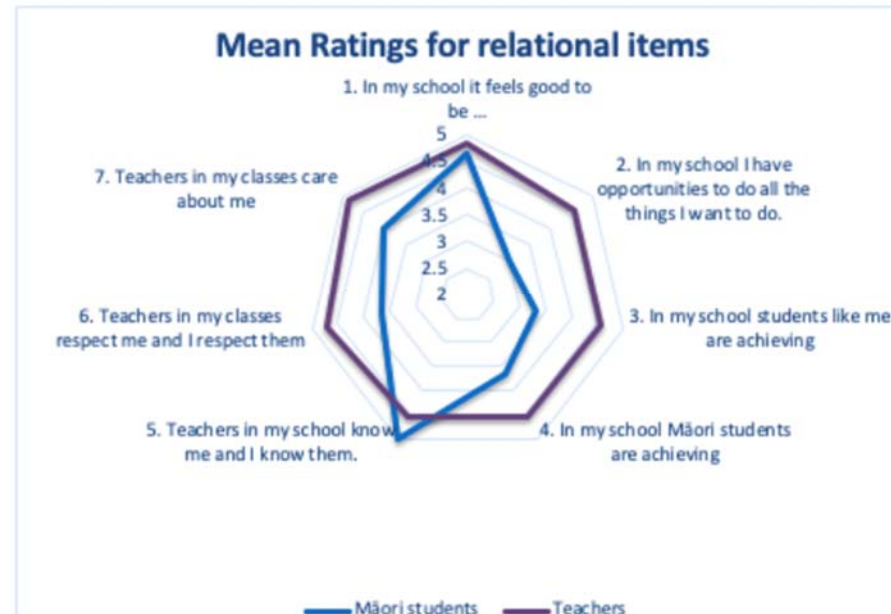 Mean Ratings for relational items
1. In my school it feels good to
be ...
5
4.5
4
3.5
3
2.5
2
2. In my school I have
opportunities to do all the
things I want to do.
3. In my school students like me
are achieving
4. In my school Māori students
are achieving
5. Teachers in my school know
me and I know them.
6. Teachers in my classes
respect me and I respect them
7. Teachers in my classes care
about me
Māori students
Teachers